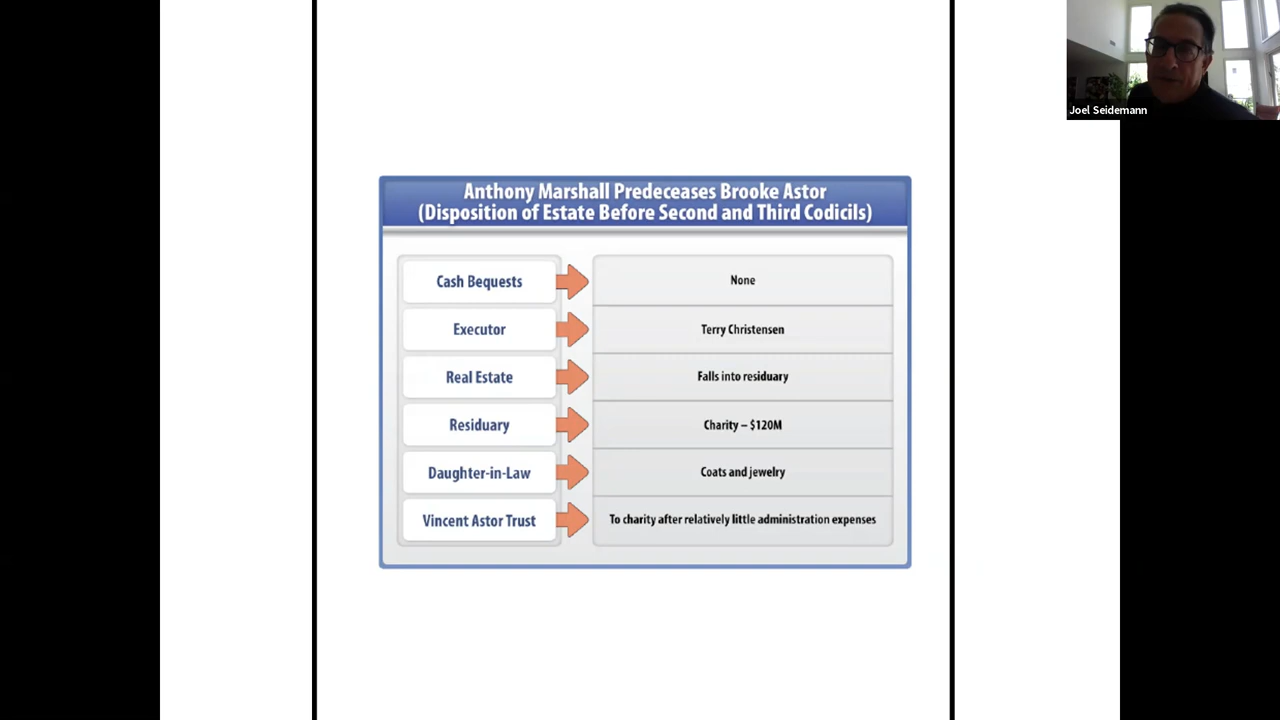 Joel Seidemann
Anthony Marshall Predeceases Brooke Astor
(Disposition of Estate Before Second and Third Codicils)
Cash Bequests
None
Executor
Terry Christensen
Real Estate
Falls into residuary
Residuary
Charity – $120M
Daughter-in-Law
Coats and jewelry
Vincent Astor Trust
To charity after relatively little administration expenses